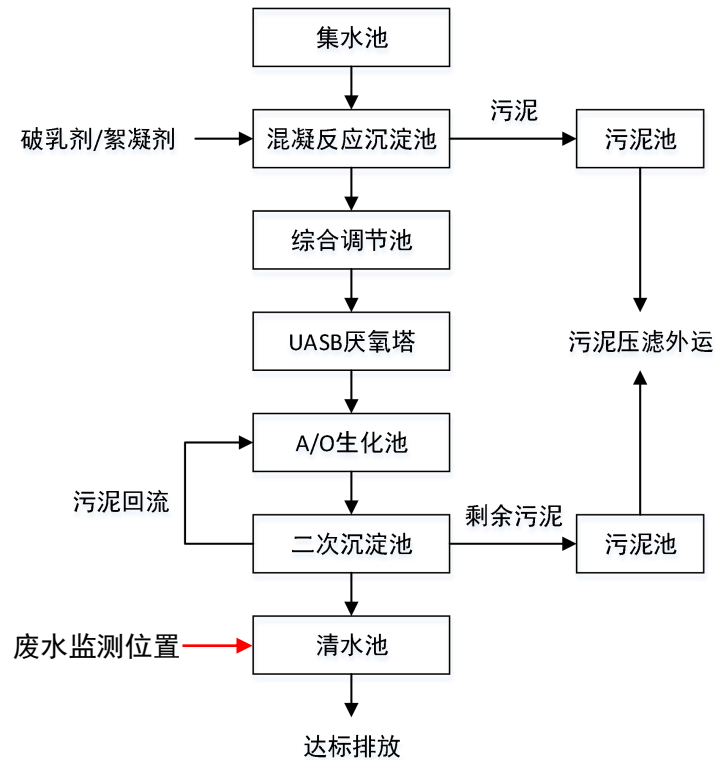 集水池
污泥
破乳剂/絮凝剂
混凝反应沉淀池
污泥池
综合调节池
UASB厌氧塔
污泥压滤外运
A/O生化池
污泥回流
剩余污泥
二次沉淀池
污泥池
废水监测位置
清水池
达标排放